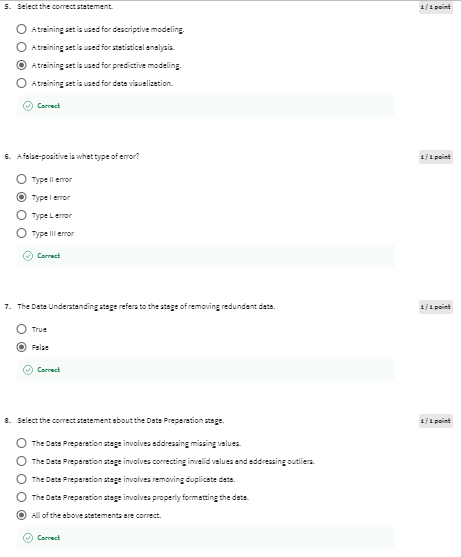 5. Select the correct statement.
1 / 1 point
A training set is used for descriptive modeling.
A training set is used for statistical analysis.
A training set is used for predictive modeling.
A training set is used for data visualization.
Correct
6. A false-positive is what type of error?
1 / 1 point
Type II error
Type I error
Type L error
Type III error
Correct
7. The Data Understanding stage refers to the stage of removing redundant data.
1 / 1 point
True
False
Correct
8. Select the correct statement about the Data Preparation stage.
1 / 1 point
The Data Preparation stage involves addressing missing values.
The Data Preparation stage involves correcting invalid values and addressing outliers.
The Data Preparation stage involves removing duplicate data.
The Data Preparation stage involves properly formatting the data.
All of the above statements are correct.
Correct